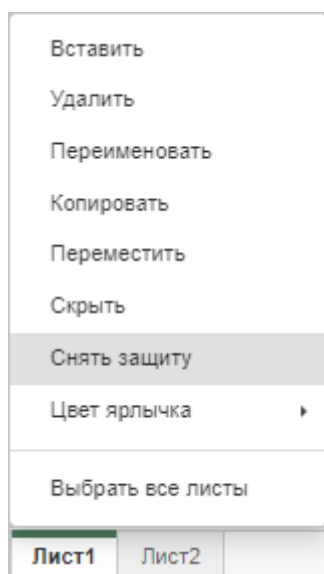 Вставить
Удалить
Переименовать
Копировать
Переместить
Скрыть
Снять защиту
Цвет ярлычка
Выбрать все листы
Лист1 Лист2